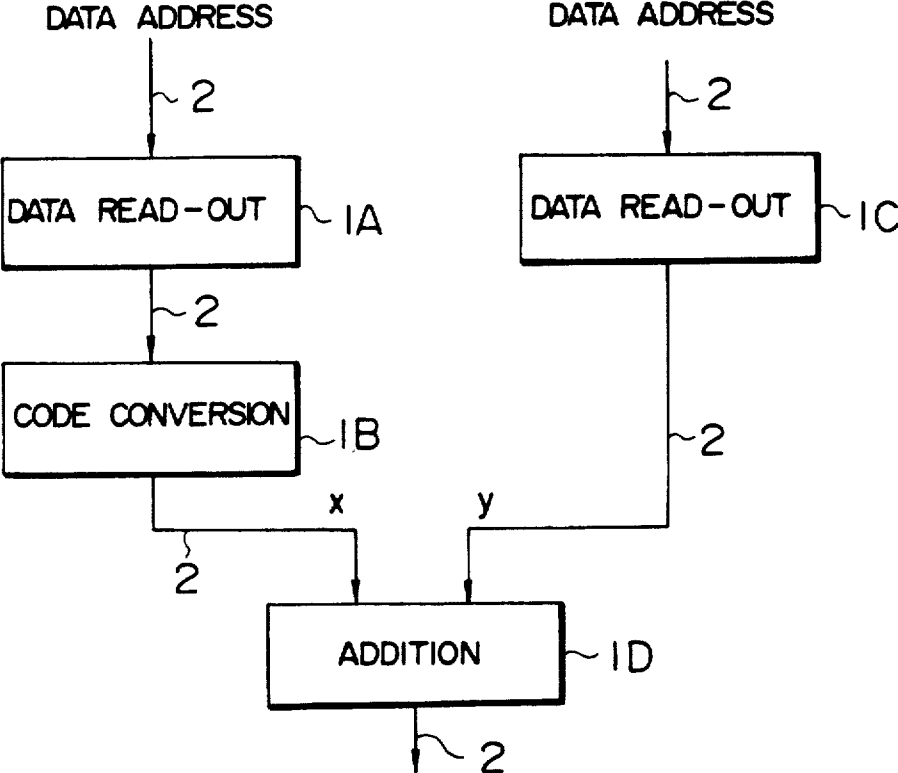 DATA ADDRESS
DATA ADDRESS
2
2
DATA READ-OUT
1A
DATA READ-OUT
1C
2
CODE CONVERSION
1B
2
x
y
2
ADDITION
1D
2